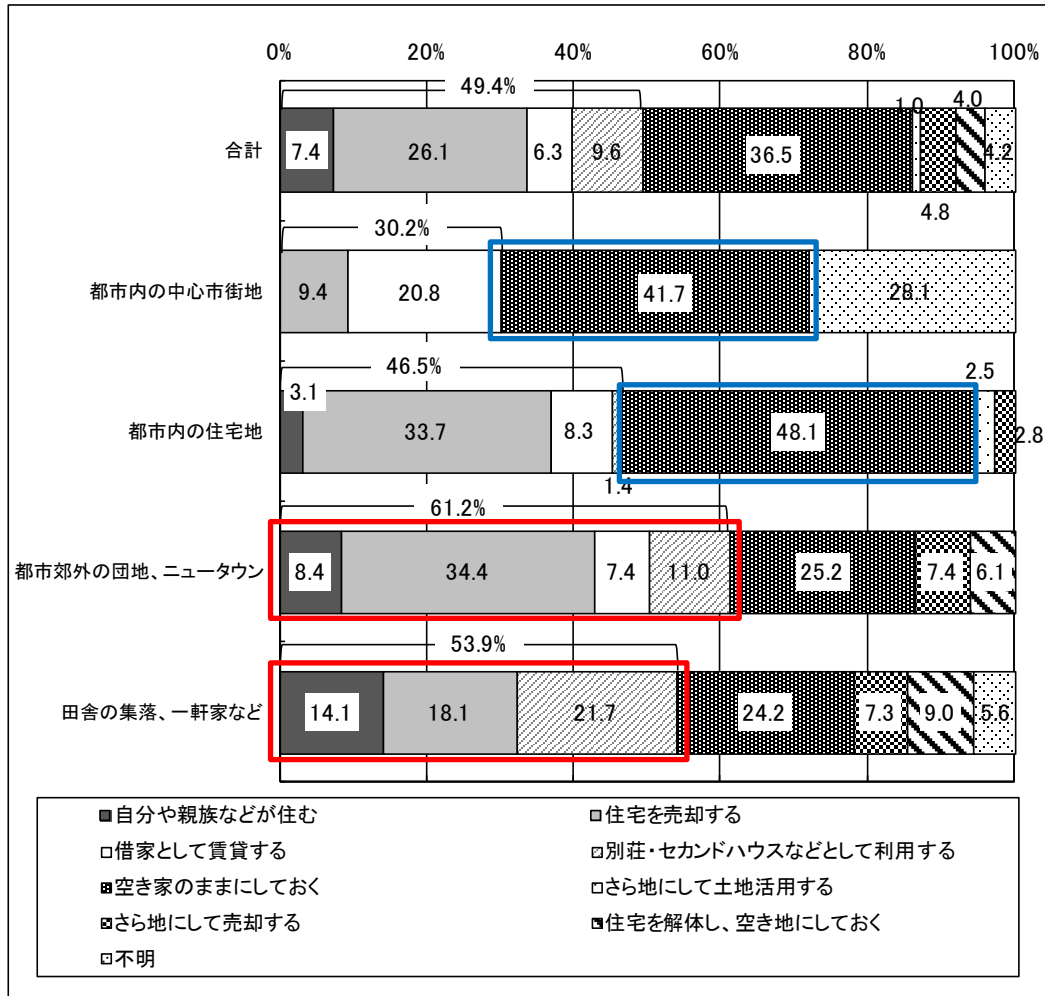 0% 20% 40% 60% 80% 100%
49.4%
4.0
1.0
合計 7.4 26.1 6.3 9.6 36.5 4.2
4.8
30.2%
都市内の中心市街地 9.4 20.8 41.7 28.1
46.5%
2.5
3.1
都市内の住宅地 33.7 8.3 48.1 2.8
1.4
61.2%
都市郊外の団地、ニュータウン 8.4 34.4 7.4 11.0 25.2 7.4 6.1
53.9%
田舎の集落、一軒家など 14.1 18.1 21.7 24.2 7.3 9.0 5.6
自分や親族などが住む 住宅を売却する
借家として賃貸する 別荘・セカンドハウスなどとして利用する
空き家のままにしておく さら地にして土地活用する
さら地にして売却する 住宅を解体し、空き地にしておく
不明